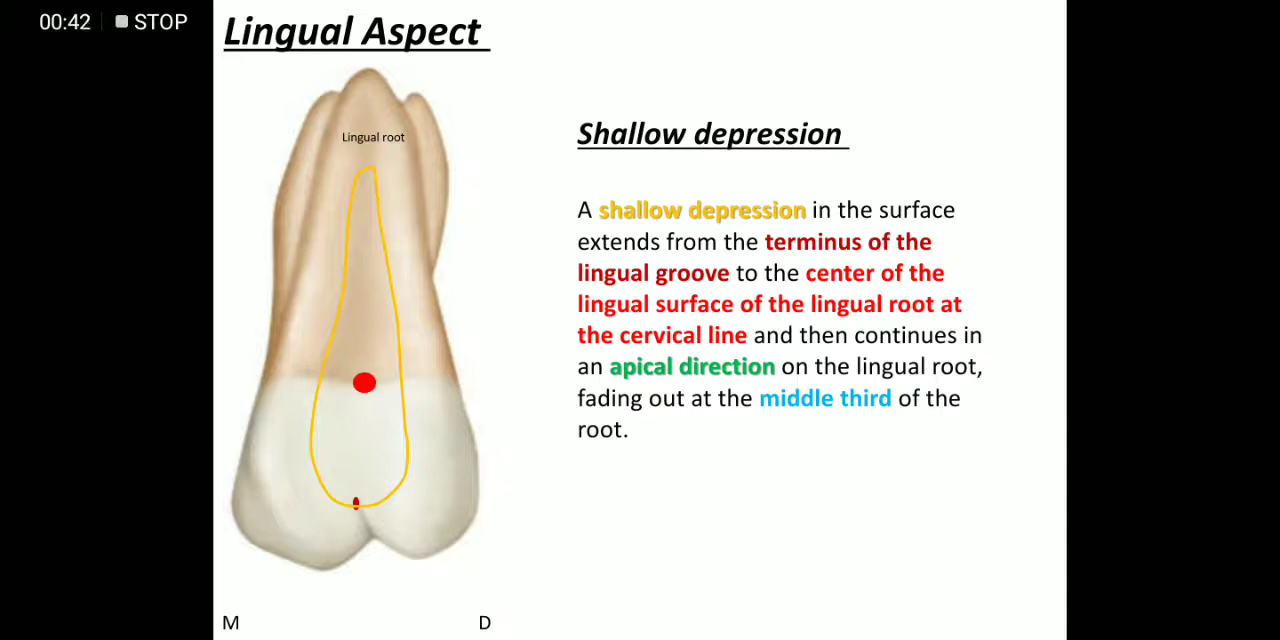 00:42 STOP
Lingual Aspect
Lingual root
Shallow depression
A shallow depression in the surface
extends from the terminus of the
lingual groove to the center of the
lingual surface of the lingual root at
the cervical line and then continues in
an apical direction on the lingual root,
fading out at the middle third of the
root.
M D